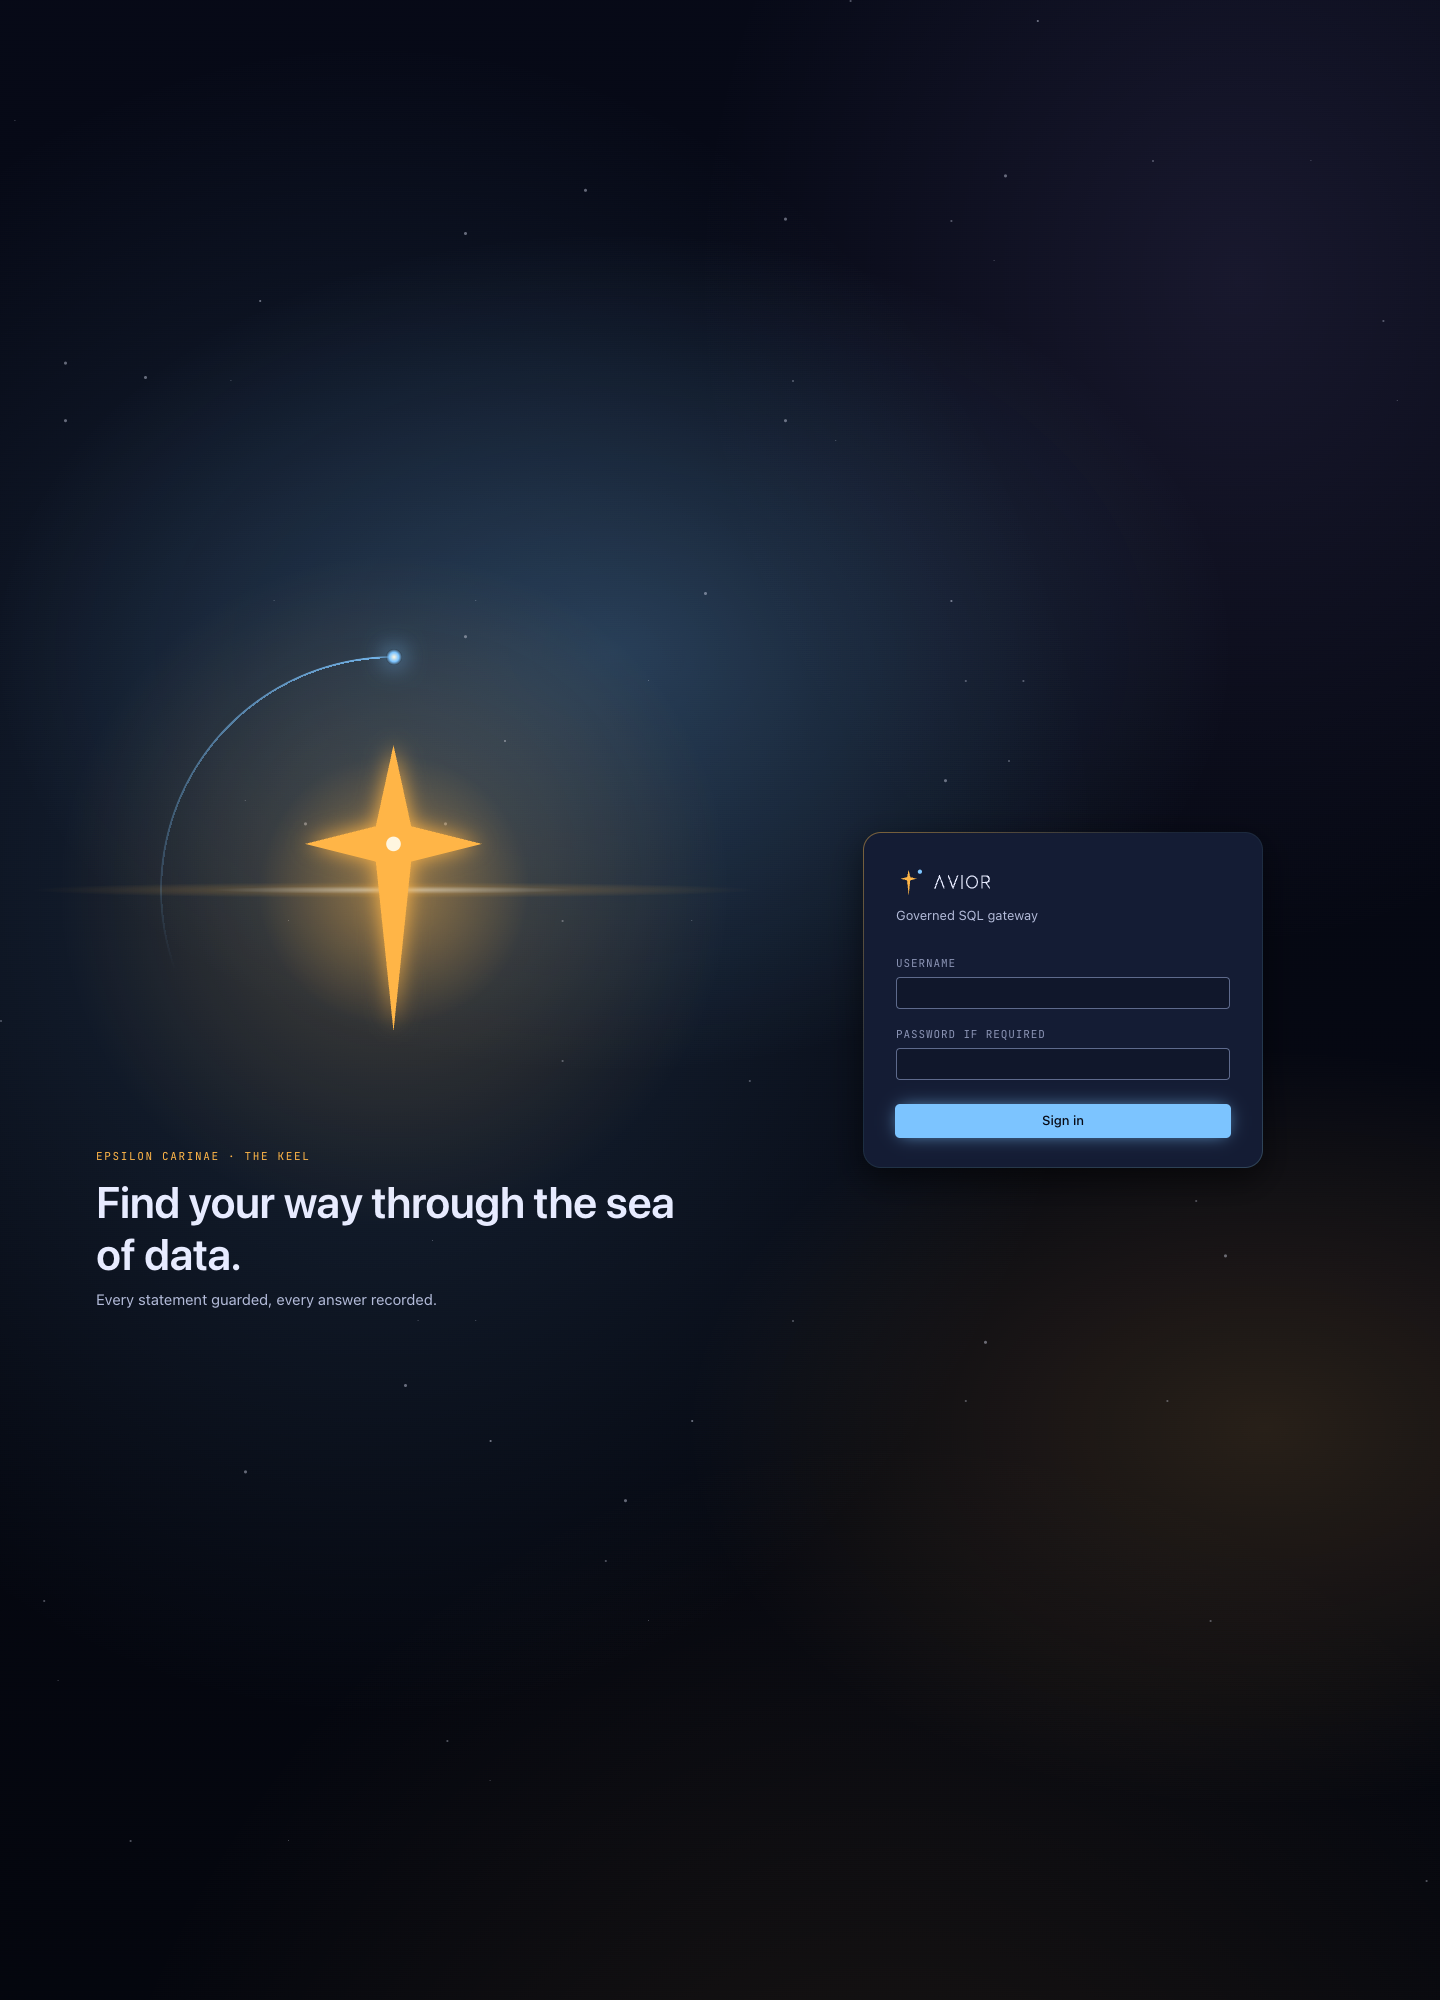 EPSILON CARINAE · THE KEEL
Find your way through the sea
of data.
Every statement guarded, every answer recorded.
AVIOR
Governed SQL gateway
USERNAME
PASSWORD IF REQUIRED
Sign in